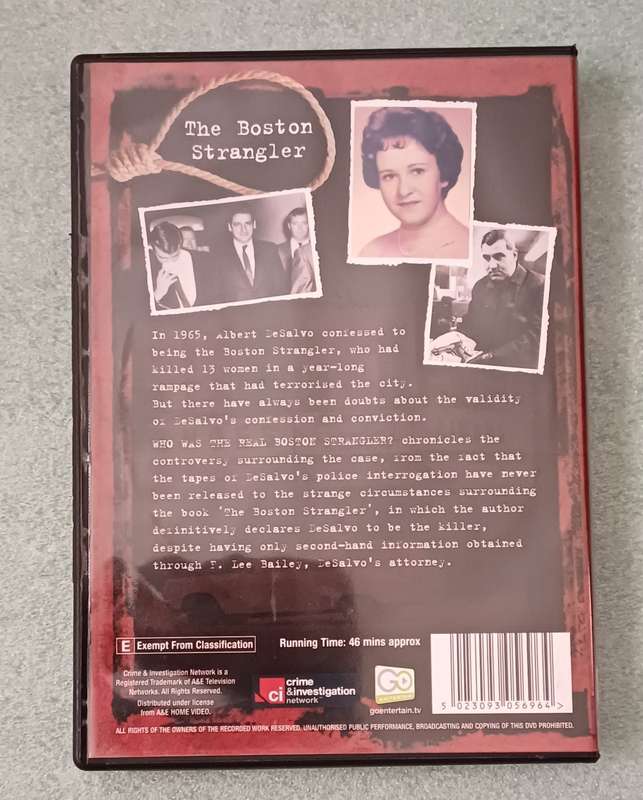 The Boston
Strangler
In 1965, Albert DeSalvo confessed to
being the Boston Strangler, who had
killed 13 women in a year-long
rampage that had terrorised the city.
But there have always been doubts about the validity
of DeSalvo's confession and conviction.
WHO WAS THE REAL BOSTON STRANGLER? chronicles the
controversy surrounding the case, from the fact that
the tapes of DeSalvo's police interrogation have never
been released to the strange circumstances surrounding
the book 'The Boston Strangler', in which the author
definitively declares DeSalvo to be the killer,
despite having only second-hand information obtained
through F. Lee Bailey, DeSalvo's attorney.
E Exempt From Classification
Running Time: 46 mins approx
Crime & Investigation Network is a
Registered Trademark of A&E Television
Networks. All Rights Reserved.
Distributed under license
from A&E HOME VIDEO.
ci crime
&investigation
network
GO
goentertain.tv
5 023093 056964 >
ALL RIGHTS OF THE OWNERS OF THE RECORDED WORK RESERVED. UNAUTHORISED PUBLIC PERFORMANCE, BROADCASTING AND COPYING OF THIS DVD PROHIBITED.